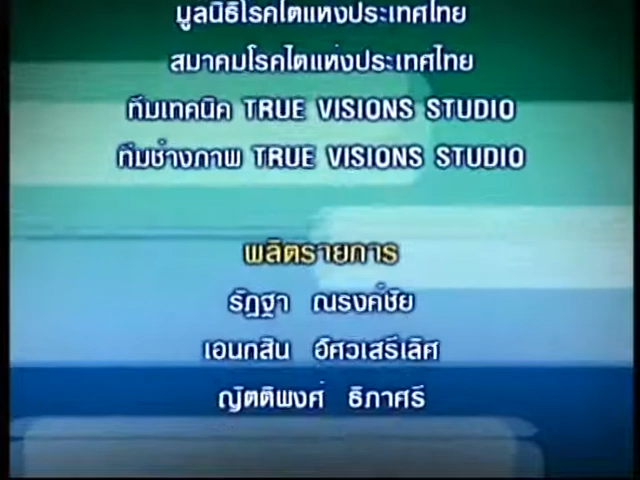 มูลนิธิโรคไตแห่งประเทศไทย
สมาคมโรคไตแห่งประเทศไทย
ทีมเทคนิค TRUE VISIONS STUDIO
ทีมช่างภาพ TRUE VISIONS STUDIO
ผลิตรายการ
รัฏฐา ณรงค์ชัย
เอนกสิน อัศวเสรีเลิศ
ญัตติพงศ์ ธิภาศรี